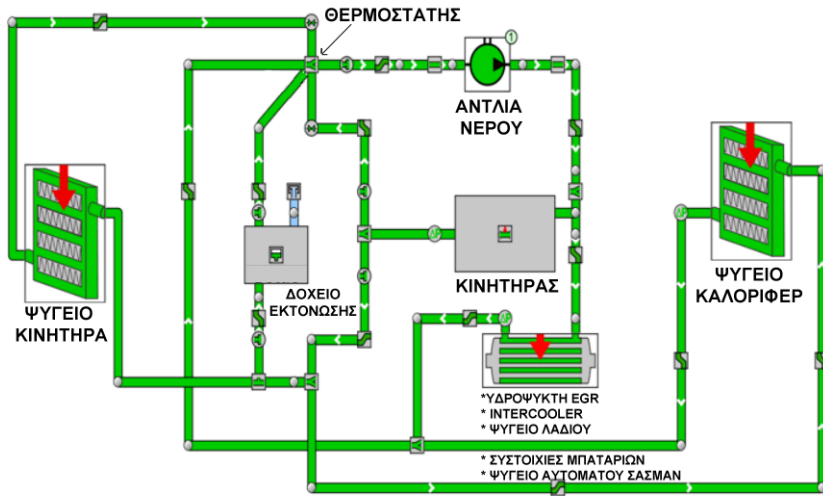 ΘΕΡΜΟΣΤΑΤΗΣ
1
ΑΝΤΛΙΑ
ΝΕΡΟΥ
ΨΥΓΕΙΟ
ΚΙΝΗΤΗΡΑ
ΔΟΧΕΙΟ
ΕΚΤΟΝΩΣΗΣ
ΚΙΝΗΤΗΡΑΣ
ΨΥΓΕΙΟ
ΚΑΛΟΡΙΦΕΡ
*ΥΔΡΟΨΥΚΤΗ EGR
* INTERCOOLER
* ΨΥΓΕΙΟ ΛΑΔΙΟΥ
* ΣΥΣΤΟΙΧΙΕΣ ΜΠΑΤΑΡΙΩΝ
* ΨΥΓΕΙΟ ΑΥΤΟΜΑΤΟΥ ΣΑΣΜΑΝ